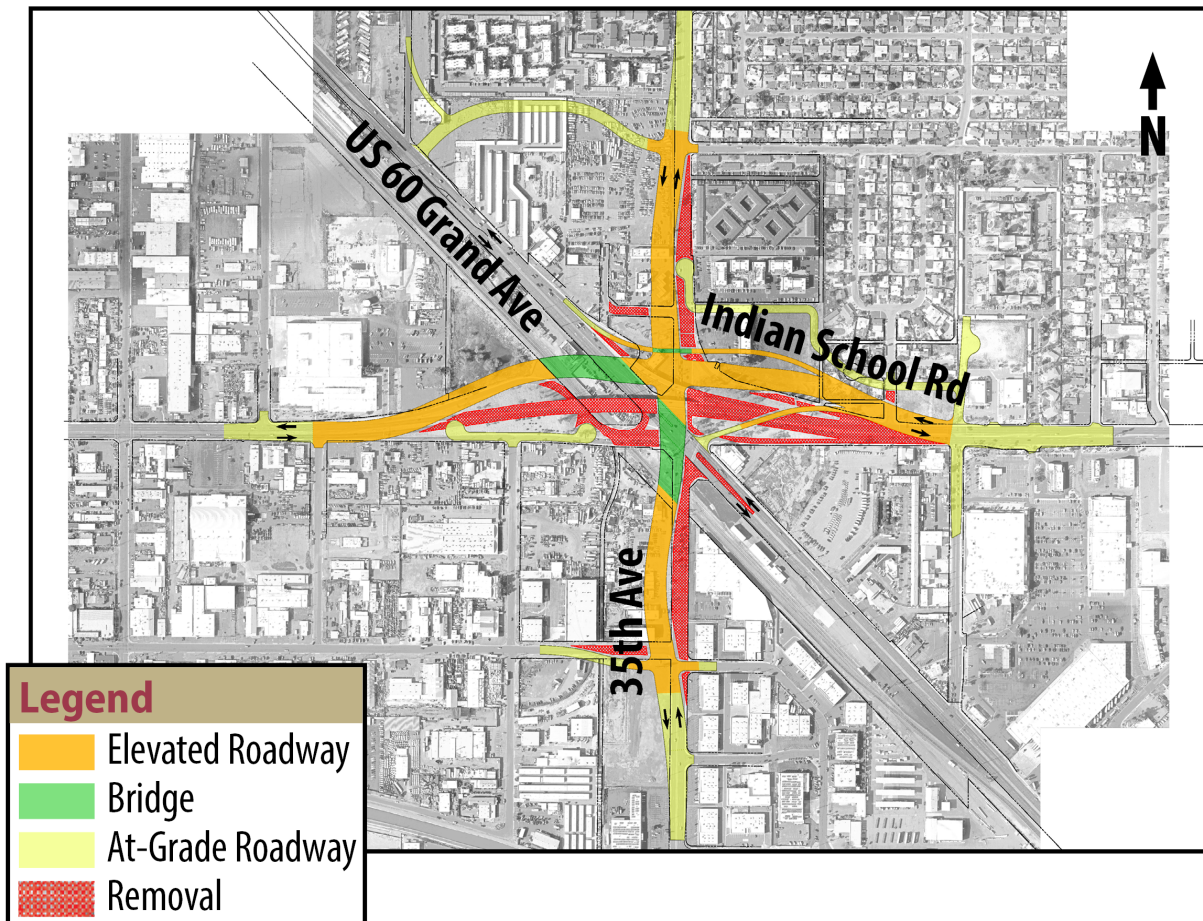 N
US 60 Grand Ave
Indian School Rd
35th Ave
Legend
Elevated Roadway
Bridge
At-Grade Roadway
Removal